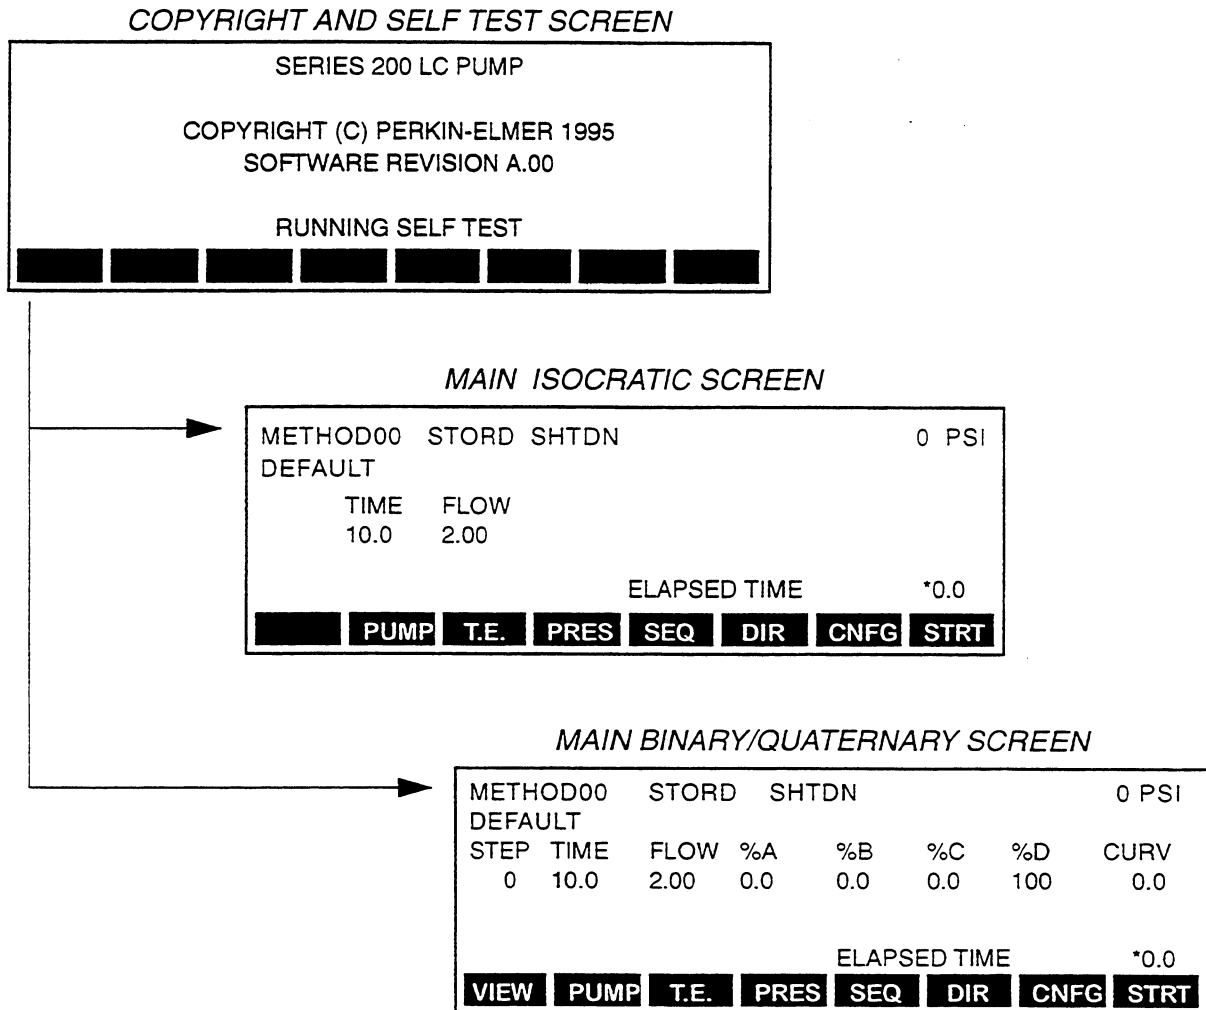 COPYRIGHT AND SELF TEST SCREEN
SERIES 200 LC PUMP
COPYRIGHT (C) PERKIN-ELMER 1995
SOFTWARE REVISION A.00
RUNNING SELF TEST
MAIN ISOCRATIC SCREEN
METHOD00 STORD SHTDN 0 PSI
DEFAULT
TIME FLOW
10.0 2.00
ELAPSED TIME *0.0
PUMP T.E. PRES SEQ DIR CNFG STRT
MAIN BINARY/QUATERNARY SCREEN
METHOD00 STORD SHTDN 0 PSI
DEFAULT
STEP TIME FLOW %A %B %C %D CURV
0 10.0 2.00 0.0 0.0 0.0 100 0.0
ELAPSED TIME *0.0
VIEW PUMP T.E. PRES SEQ DIR CNFG STRT